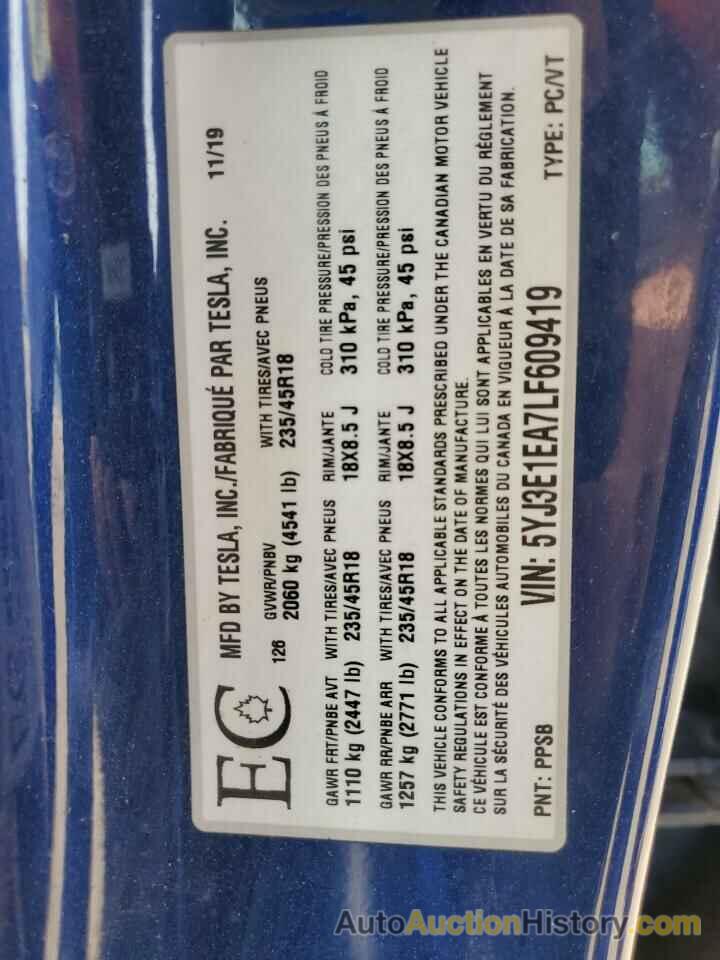 EC
MFD BY TESLA, INC./FABRIQUÉ PAR TESLA, INC. 11/19
126 GVWR/PNBV WITH TIRES/AVEC PNEUS
2060 kg (4541 lb) 235/45R18
GAWR FRT/PNBE AVT WITH TIRES/AVEC PNEUS RIM/JANTE COLD TIRE PRESSURE/PRESSION DES PNEUS À FROID
1110 kg (2447 lb) 235/45R18 18X8.5 J 310 kPa, 45 psi
GAWR RR/PNBE ARR WITH TIRES/AVEC PNEUS RIM/JANTE COLD TIRE PRESSURE/PRESSION DES PNEUS À FROID
1257 kg (2771 lb) 235/45R18 18X8.5 J 310 kPa, 45 psi
THIS VEHICLE CONFORMS TO ALL APPLICABLE STANDARDS PRESCRIBED UNDER THE CANADIAN MOTOR VEHICLE
SAFETY REGULATIONS IN EFFECT ON THE DATE OF MANUFACTURE.
CE VÉHICULE EST CONFORME À TOUTES LES NORMES QUI LUI SONT APPLICABLES EN VERTU DU RÈGLEMENT
SUR LA SÉCURITÉ DES VÉHICULES AUTOMOBILES DU CANADA EN VIGUEUR À LA DATE DE SA FABRICATION.
PNT: PPSB VIN: 5YJ3E1EA7LF609419 TYPE: PC/VT
AutoAuctionHistory.com